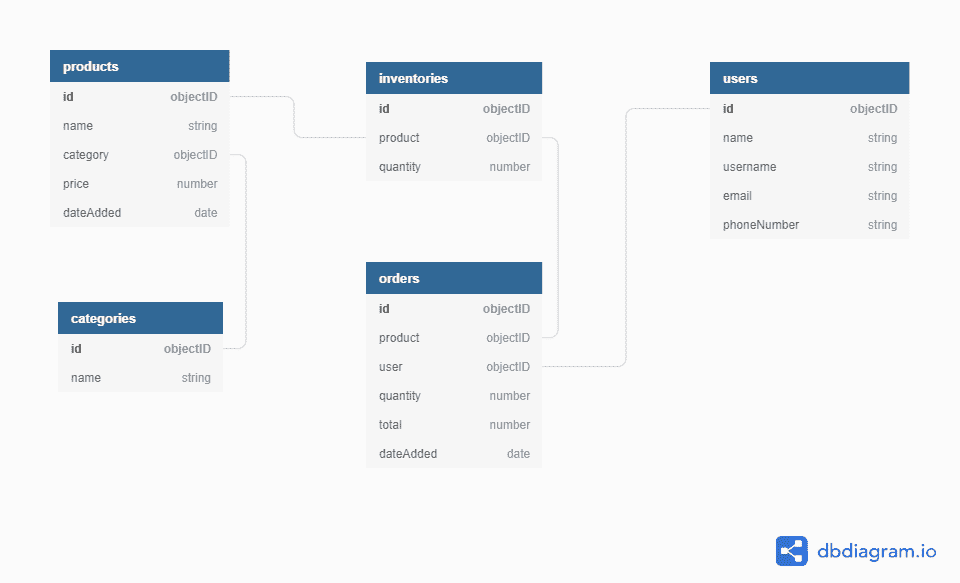 products
id objectID
name string
category objectID
price number
dateAdded date
categories
id objectID
name string
inventories
id objectID
product objectID
quantity number
orders
id objectID
product objectID
user objectID
quantity number
total number
dateAdded date
users
id objectID
name string
username string
email string
phoneNumber string
dbdiagram.io